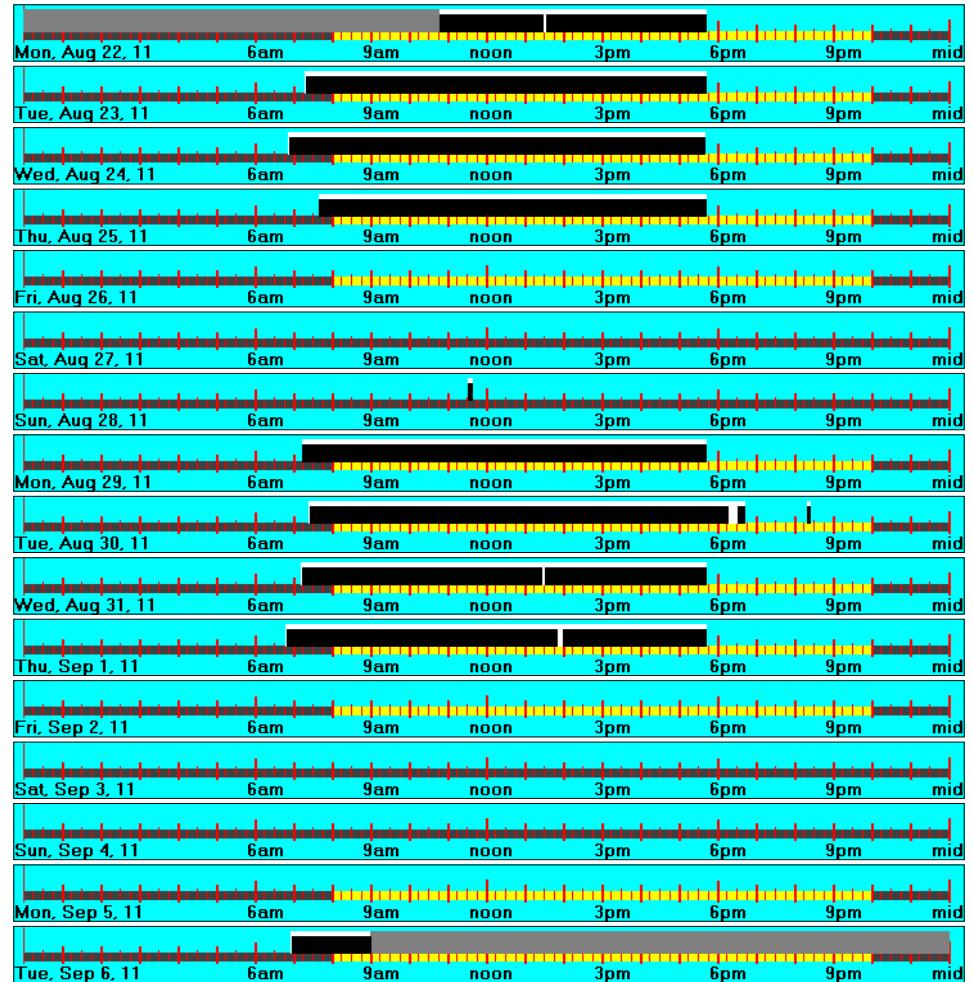 Mon, Aug 22, 11 6am 9am noon 3pm 6pm 9pm mid
Tue, Aug 23, 11 6am 9am noon 3pm 6pm 9pm mid
Wed, Aug 24, 11 6am 9am noon 3pm 6pm 9pm mid
Thu, Aug 25, 11 6am 9am noon 3pm 6pm 9pm mid
Fri, Aug 26, 11 6am 9am noon 3pm 6pm 9pm mid
Sat, Aug 27, 11 6am 9am noon 3pm 6pm 9pm mid
Sun, Aug 28, 11 6am 9am noon 3pm 6pm 9pm mid
Mon, Aug 29, 11 6am 9am noon 3pm 6pm 9pm mid
Tue, Aug 30, 11 6am 9am noon 3pm 6pm 9pm mid
Wed, Aug 31, 11 6am 9am noon 3pm 6pm 9pm mid
Thu, Sep 1, 11 6am 9am noon 3pm 6pm 9pm mid
Fri, Sep 2, 11 6am 9am noon 3pm 6pm 9pm mid
Sat, Sep 3, 11 6am 9am noon 3pm 6pm 9pm mid
Sun, Sep 4, 11 6am 9am noon 3pm 6pm 9pm mid
Mon, Sep 5, 11 6am 9am noon 3pm 6pm 9pm mid
Tue, Sep 6, 11 6am 9am noon 3pm 6pm 9pm mid